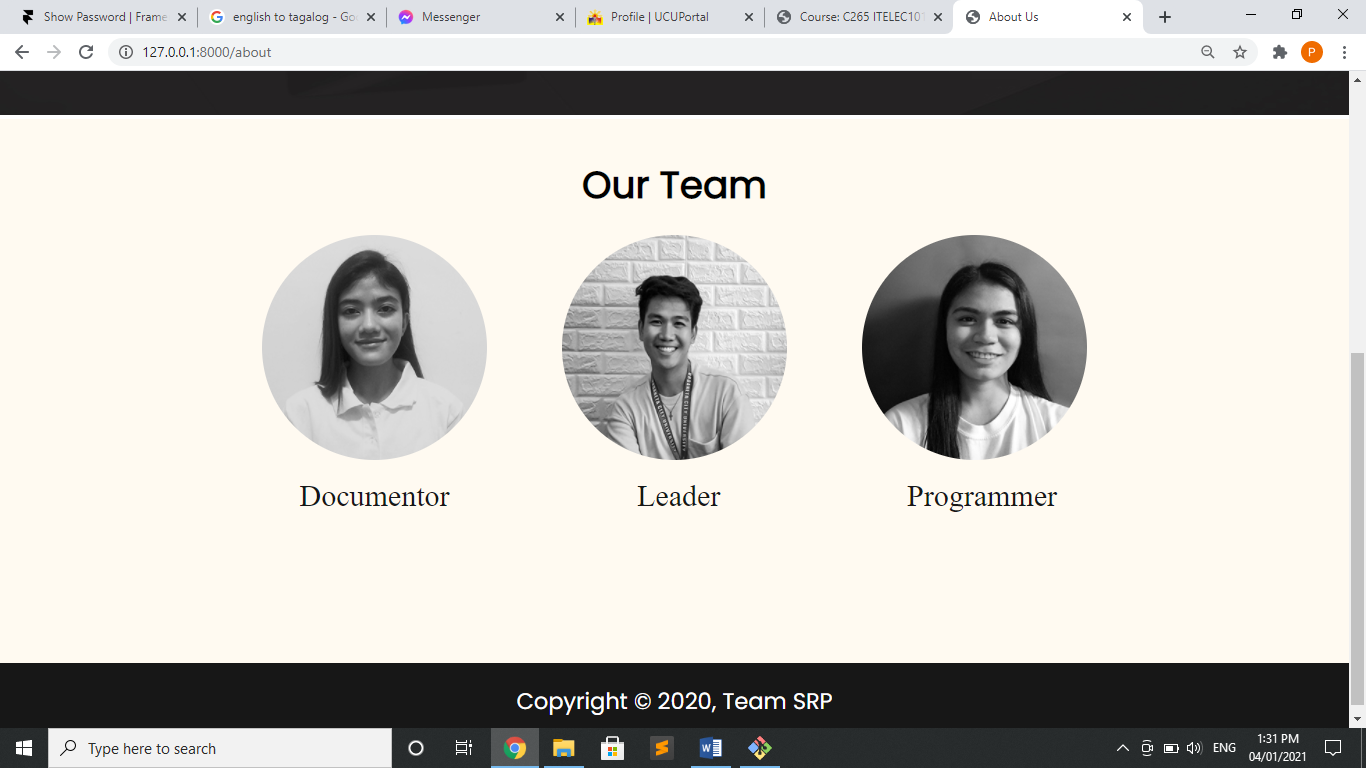 Show Password | Frame
english to tagalog - Go
Messenger
Profile | UCUPortal
Course: C265 ITELEC101
About Us
127.0.0.1:8000/about
P
Our Team
Documentor
Leader
Programmer
Copyright © 2020, Team SRP
Type here to search
ENG
1:31 PM
04/01/2021